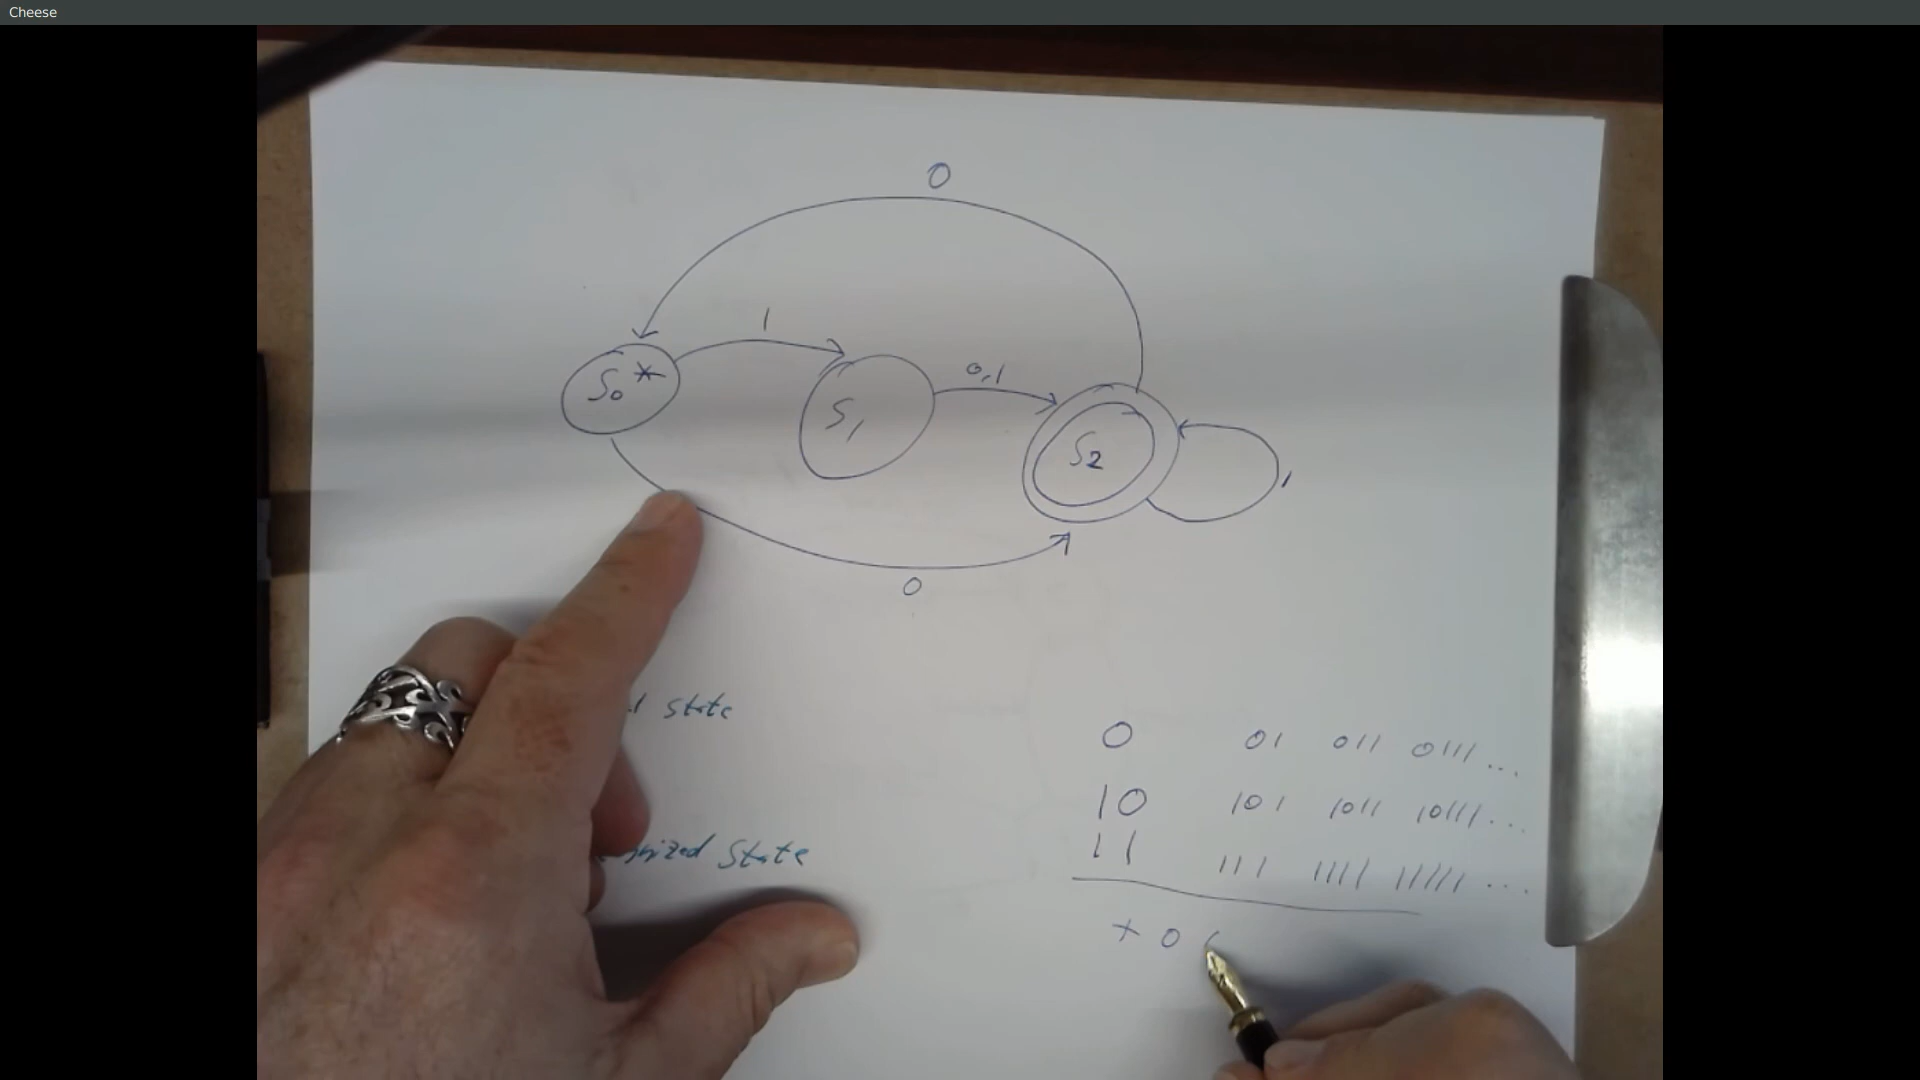 Cheese
0
1
S₀ *
0,1
S₁
S₂
1
0
state
0 01 011 0111 ...
State
10 101 1011 10111 ...
11 111 1111 11111 ...
+ 0